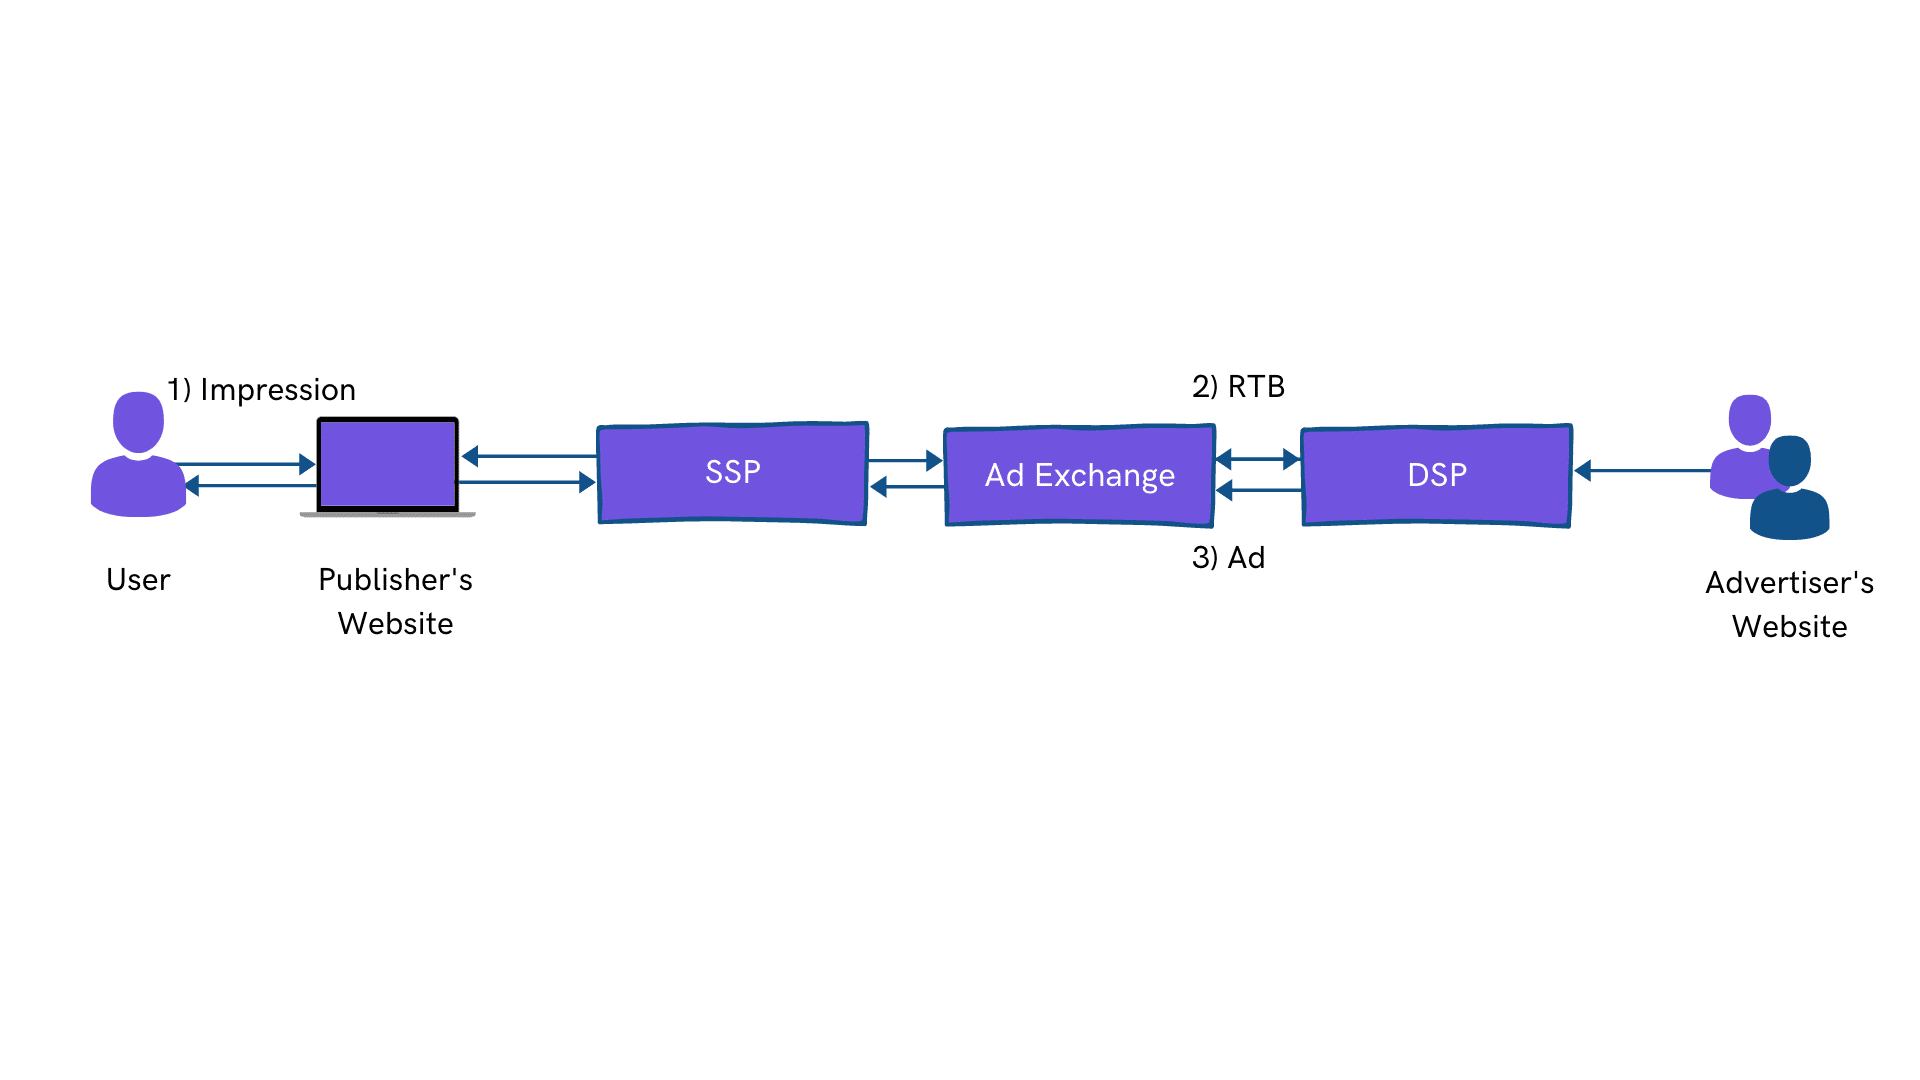 1) Impression
2) RTB
SSP
Ad Exchange
DSP
3) Ad
User
Publisher's
Website
Advertiser's
Website